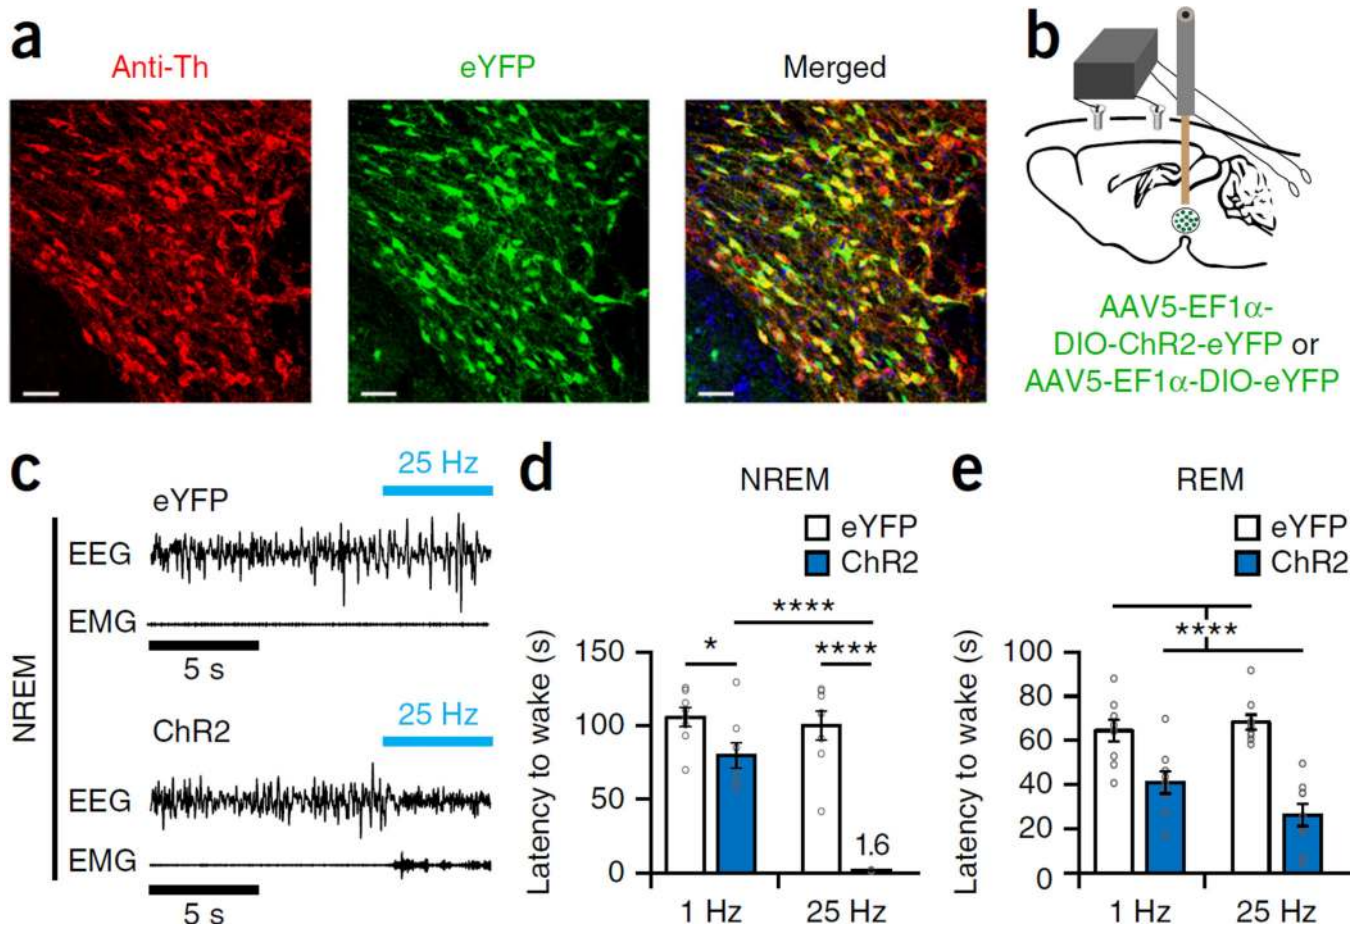 a
Anti-Th
eYFP
Merged
b
AAV5-EF1α-
DIO-ChR2-eYFP or
AAV5-EF1α-DIO-eYFP
c
NREM
25 Hz
eYFP
EEG
EMG
5 s
25 Hz
ChR2
EEG
EMG
5 s
d
NREM
eYFP
ChR2
****
*
****
Latency to wake (s)
150
100
50
0
1.6
1 Hz
25 Hz
e
REM
eYFP
ChR2
****
Latency to wake (s)
100
80
60
40
20
0
1 Hz
25 Hz